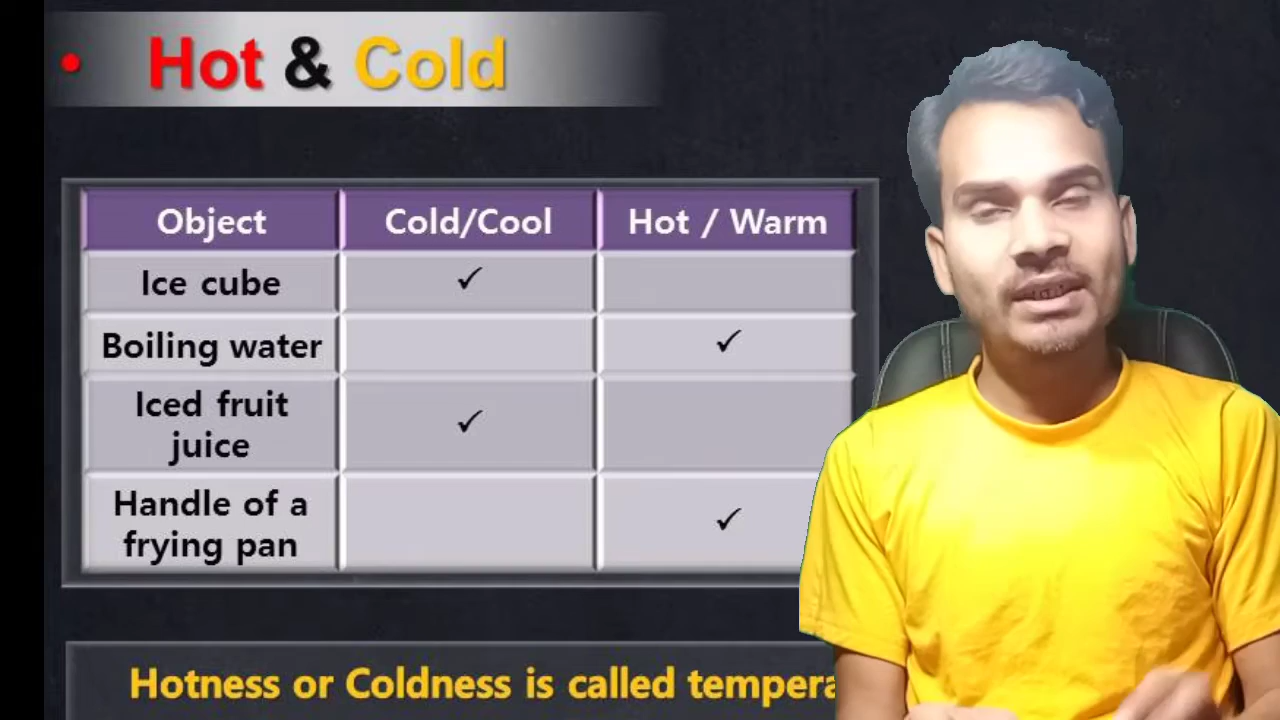 • Hot & Cold
Object Cold/Cool Hot / Warm
Ice cube ✓
Boiling water ✓
Iced fruit
juice ✓
Handle of a
frying pan ✓
Hotness or Coldness is called tempera